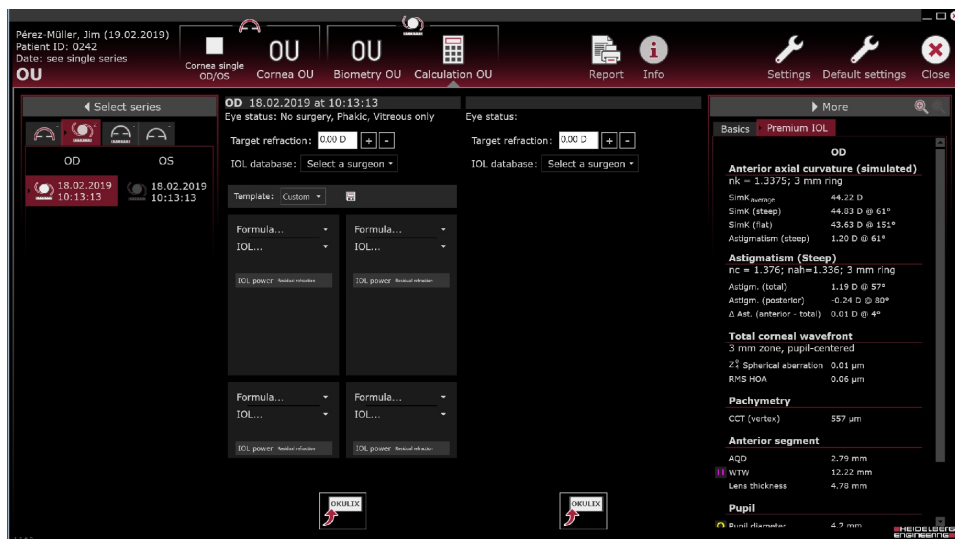 Pérez-Müller, Jim (19.02.2019)
Patient ID: 0242
Date: see single series
OU
Cornea single
OD/OS
OU
Cornea OU
OU
Biometry OU
Calculation OU
Report
Info
Settings
Default settings
Close
Select series
OD
OS
18.02.2019
10:13:13
18.02.2019
10:13:13
OD 18.02.2019 at 10:13:13
Eye status: No surgery, Phakic, Vitreous only
Target refraction: 0.00 D + -
IOL database: Select a surgeon
Template: Custom
Formula...
IOL...
IOL power Residual refraction
Formula...
IOL...
IOL power Residual refraction
Formula...
IOL...
IOL power Residual refraction
Formula...
IOL...
IOL power Residual refraction
OKULIX
Eye status:
Target refraction: 0.00 D + -
IOL database: Select a surgeon
OKULIX
More
Basics Premium IOL
OD
Anterior axial curvature (simulated)
nk = 1.3375; 3 mm ring
SimK average 44.22 D
SimK (steep) 44.83 D @ 61°
SimK (flat) 43.63 D @ 151°
Astigmatism (steep) 1.20 D @ 61°
Astigmatism (Steep)
nc = 1.376; nah=1.336; 3 mm ring
Astigm. (total) 1.19 D @ 57°
Astigm. (posterior) -0.24 D @ 80°
Δ Ast. (anterior - total) 0.01 D @ 4°
Total corneal wavefront
3 mm zone, pupil-centered
Z⁰₄ Spherical aberration 0.01 µm
RMS HOA 0.06 µm
Pachymetry
CCT (vertex) 557 µm
Anterior segment
AQD 2.79 mm
WTW 12.22 mm
Lens thickness 4.78 mm
Pupil
Pupil diameter 4.2 mm
HEIDELBERG
ENGINEERING